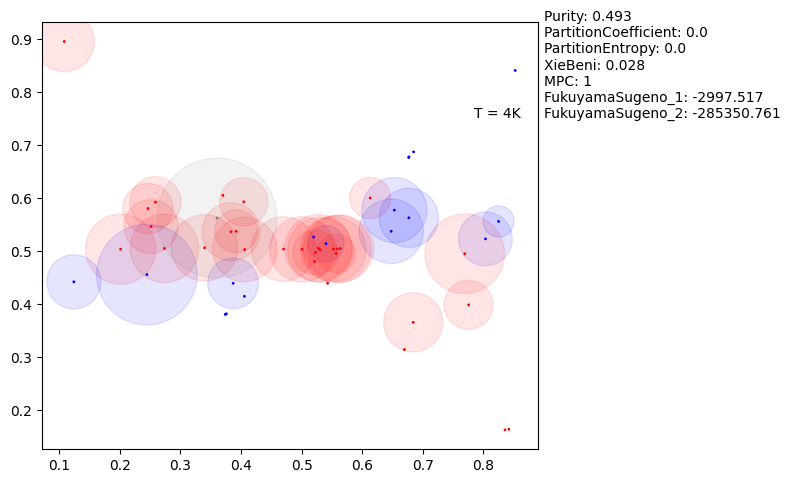 Purity: 0.493
PartitionCoefficient: 0.0
PartitionEntropy: 0.0
XieBeni: 0.028
MPC: 1
FukuyamaSugeno_1: -2997.517
FukuyamaSugeno_2: -285350.761
T = 4K
0.9
0.8
0.7
0.6
0.5
0.4
0.3
0.2
0.1 0.2 0.3 0.4 0.5 0.6 0.7 0.8